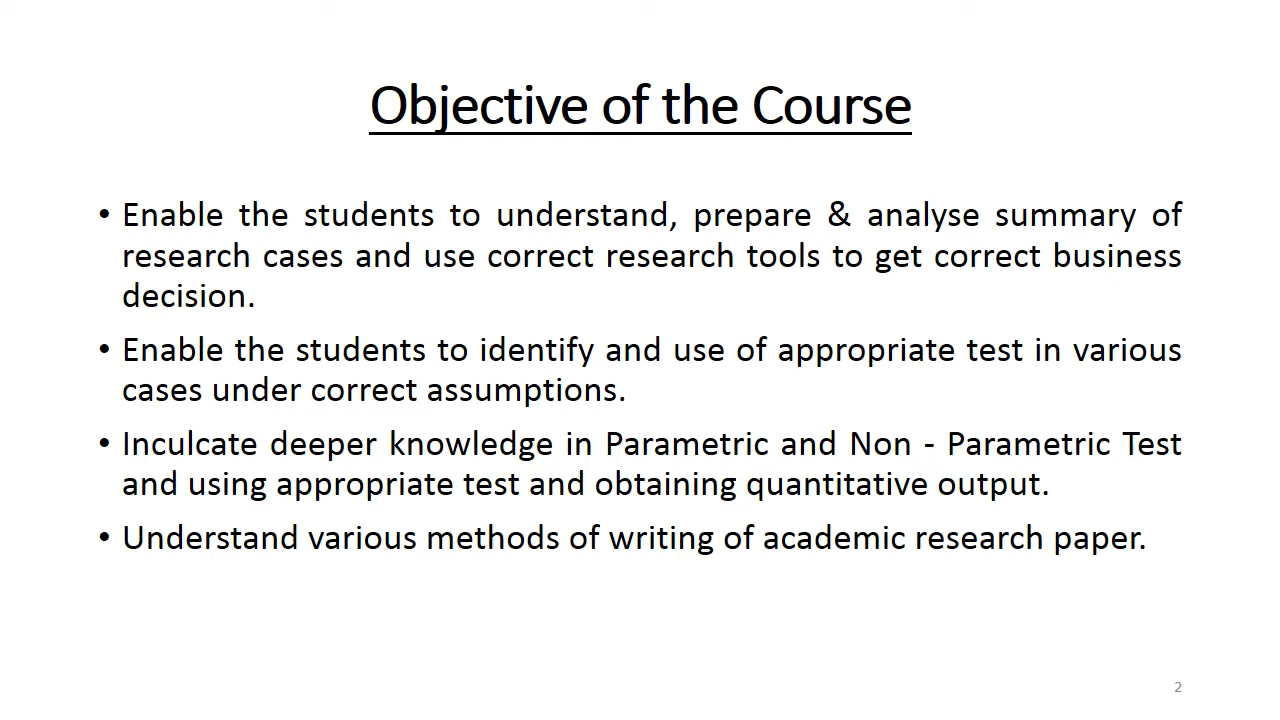 Objective of the Course
• Enable the students to understand, prepare & analyse summary of
research cases and use correct research tools to get correct business
decision.
• Enable the students to identify and use of appropriate test in various
cases under correct assumptions.
• Inculcate deeper knowledge in Parametric and Non - Parametric Test
and using appropriate test and obtaining quantitative output.
• Understand various methods of writing of academic research paper.
2